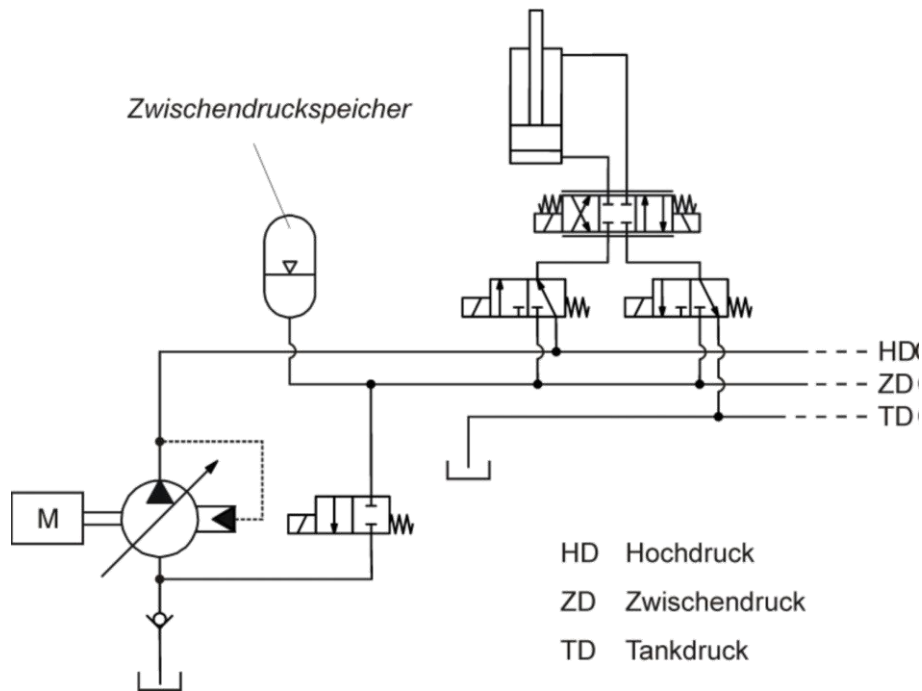 Zwischendruckspeicher
HD
ZD
TD
M
HD Hochdruck
ZD Zwischendruck
TD Tankdruck